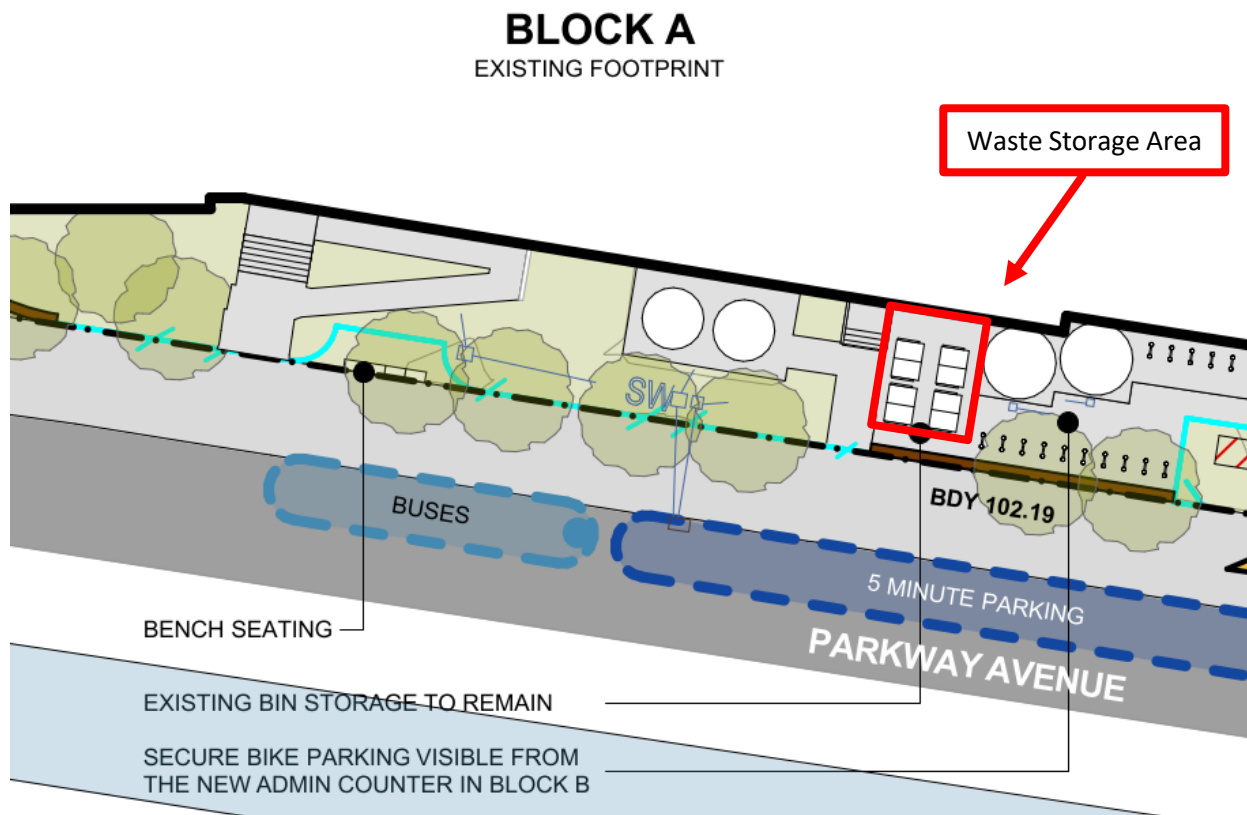 BLOCK A
EXISTING FOOTPRINT
Waste Storage Area
SW
BDY 102.19
BUSES
5 MINUTE PARKING
PARKWAY AVENUE
BENCH SEATING
EXISTING BIN STORAGE TO REMAIN
SECURE BIKE PARKING VISIBLE FROM
THE NEW ADMIN COUNTER IN BLOCK B